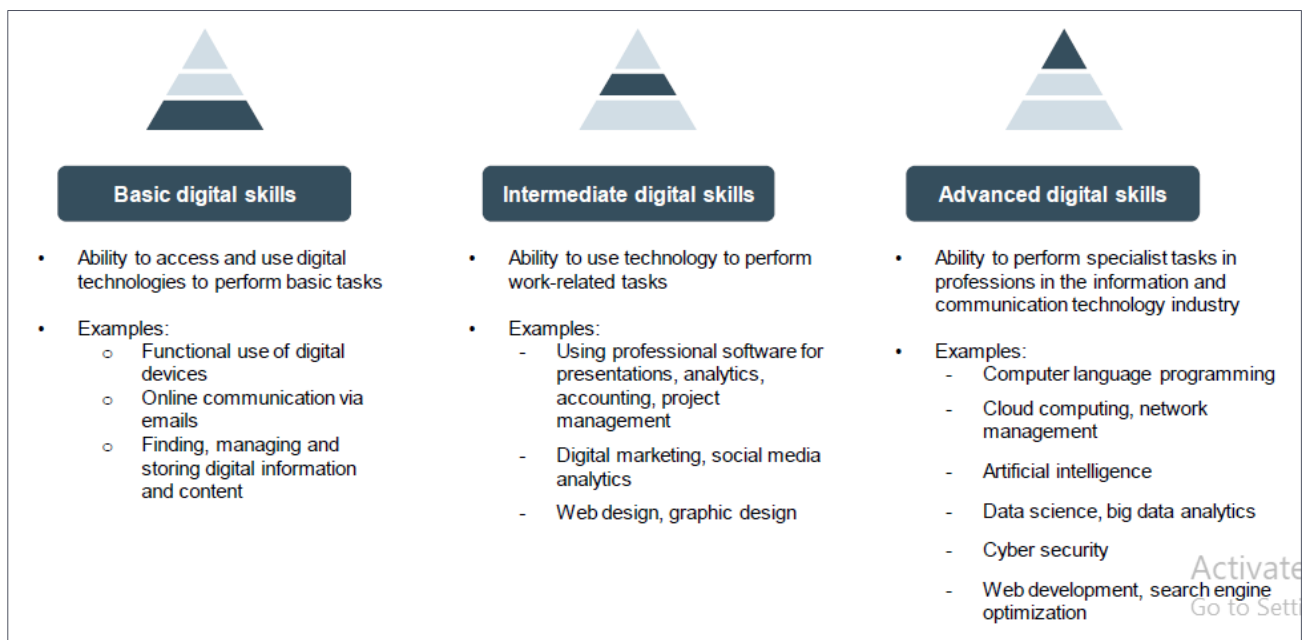 Basic digital skills
• Ability to access and use digital
technologies to perform basic tasks
• Examples:
o Functional use of digital
devices
o Online communication via
emails
o Finding, managing and
storing digital information
and content
Intermediate digital skills
• Ability to use technology to perform
work-related tasks
• Examples:
- Using professional software for
presentations, analytics,
accounting, project
management
- Digital marketing, social media
analytics
- Web design, graphic design
Advanced digital skills
• Ability to perform specialist tasks in
professions in the information and
communication technology industry
• Examples:
- Computer language programming
- Cloud computing, network
management
- Artificial intelligence
- Data science, big data analytics
- Cyber security
- Web development, search engine
optimization
Activate
Go to Setti